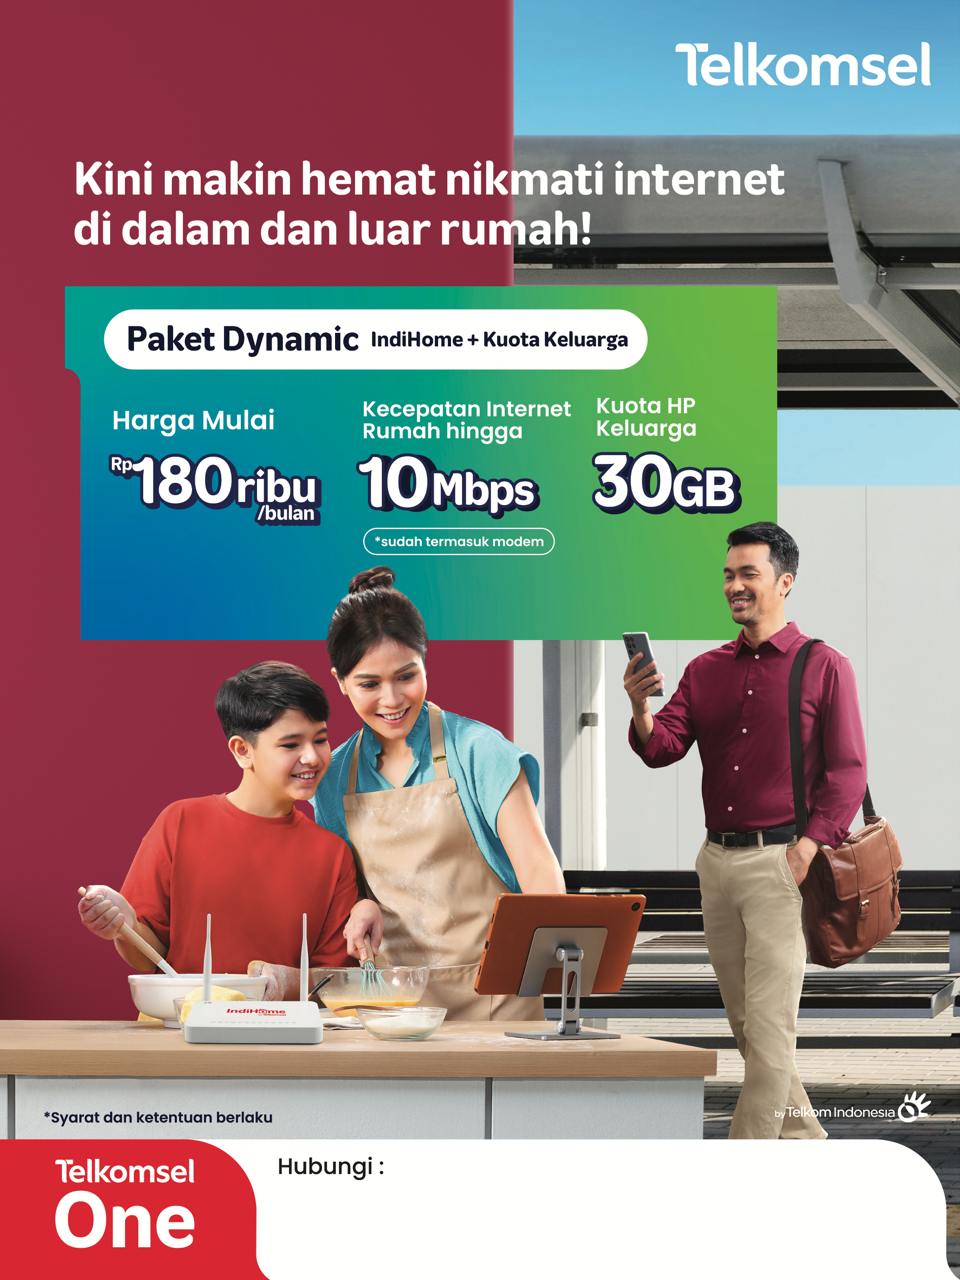 Telkomsel
Kini makin hemat nikmati internet
di dalam dan luar rumah!
Paket Dynamic IndiHome + Kuota Keluarga
Harga Mulai
Rp180ribu
/bulan
Kecepatan Internet
Rumah hingga
10Mbps
*sudah termasuk modem
Kuota HP
Keluarga
30GB
IndiHome
*Syarat dan ketentuan berlaku
by Telkom Indonesia
Telkomsel
One
Hubungi :